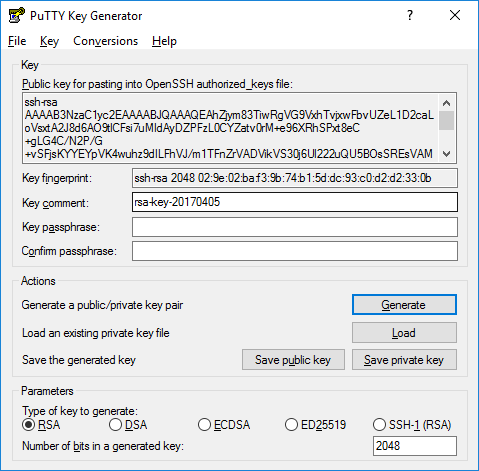 PuTTY Key Generator
File Key Conversions Help
Key
Public key for pasting into OpenSSH authorized_keys file:
ssh-rsa
AAAAB3NzaC1yc2EAAAABJQAAAQEAhZjym83TiwRgVG9VxhTvjxwFbvUZeL1D2caL
oVsxtA2J8d6AO9tlCFsi7uMIdAyDZPFzL0CYZatv0rM+e96XRhSPxt8eC
+gLG4C/N2P/G
+vSFjsKYYEYpVK4wuhz9dILFhVJ/m1TFnZrVADVikVS30j6Ul222uQU5BOsSREsVAM
Key fingerprint: ssh-rsa 2048 02:9e:02:ba:f3:9b:74:b1:5d:dc:93:c0:d2:d2:33:0b
Key comment: rsa-key-20170405
Key passphrase:
Confirm passphrase:
Actions
Generate a public/private key pair Generate
Load an existing private key file Load
Save the generated key Save public key Save private key
Parameters
Type of key to generate:
RSA DSA ECDSA ED25519 SSH-1 (RSA)
Number of bits in a generated key: 2048